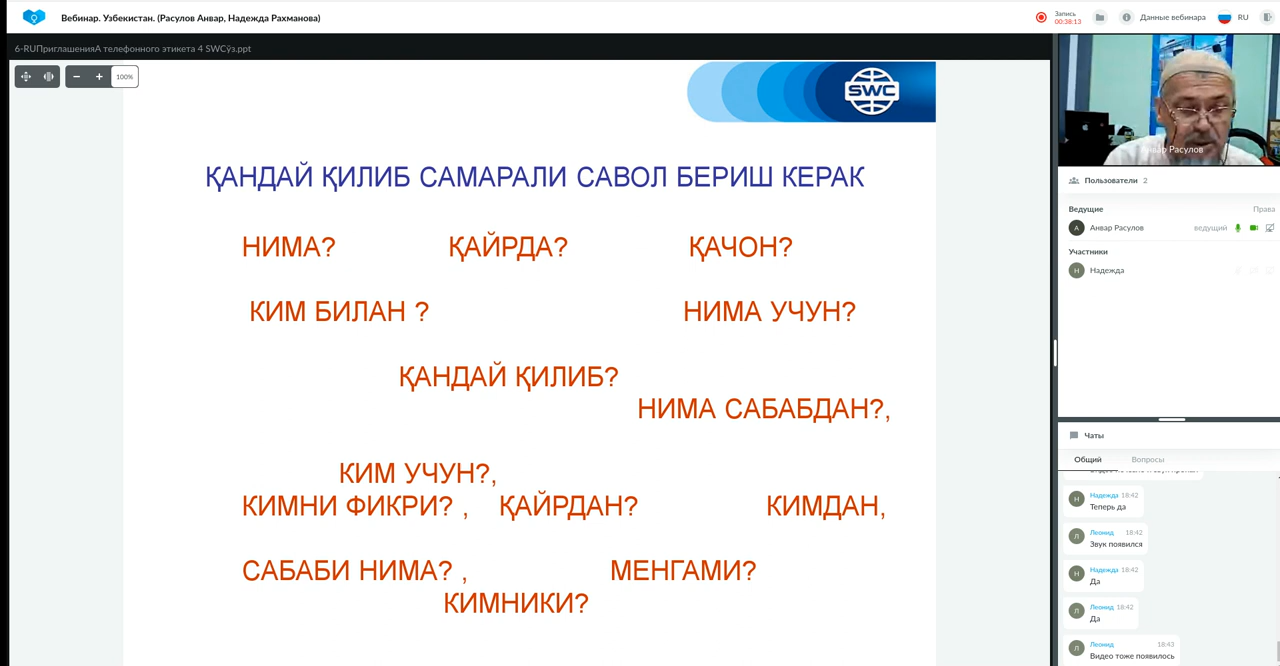 Вебинар. Узбекистан. (Расулов Анвар, Надежда Рахманова)
Запись
00:38:13
Данные вебинара
RU
6-RUПриглашенияА телефонного этикета 4 SWCўз.ppt
100%
SWC
ҚАНДАЙ ҚИЛИБ САМАРАЛИ САВОЛ БЕРИШ КЕРАК
НИМА? ҚАЙРДА? ҚАЧОН?
КИМ БИЛАН ? НИМА УЧУН?
ҚАНДАЙ ҚИЛИБ?
НИМА САБАБДАН?,
КИМ УЧУН?,
КИМНИ ФИКРИ? , ҚАЙРДАН? КИМДАН,
САБАБИ НИМА? , МЕНГАМИ?
КИМНИКИ?
Анвар Расулов
Пользователи 2
Ведущие Права
А Анвар Расулов ведущий
Участники
Н Надежда
Чаты
Общий Вопросы
Н Надежда 18:42
Теперь да
Л Леонид 18:42
Звук появился
Н Надежда 18:42
Да
Л Леонид 18:42
Да
Л Леонид 18:43
Видео тоже появилось